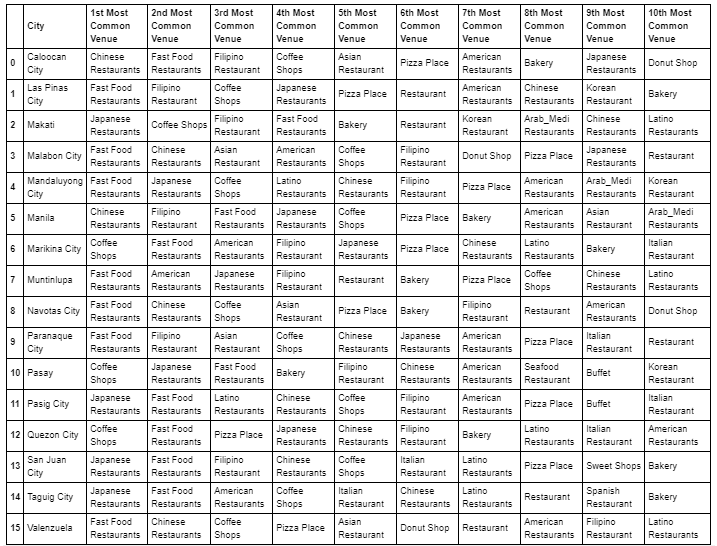 City 1st Most Common Venue 2nd Most Common Venue 3rd Most Common Venue 4th Most Common Venue 5th Most Common Venue 6th Most Common Venue 7th Most Common Venue 8th Most Common Venue 9th Most Common Venue 10th Most Common Venue
0 Caloocan City Chinese Restaurants Fast Food Restaurants Filipino Restaurant Coffee Shops Asian Restaurant Pizza Place American Restaurants Bakery Japanese Restaurants Donut Shop
1 Las Pinas City Fast Food Restaurants Filipino Restaurant Coffee Shops Japanese Restaurants Pizza Place Restaurant American Restaurants Chinese Restaurants Korean Restaurant Bakery
2 Makati Japanese Restaurants Coffee Shops Filipino Restaurant Fast Food Restaurants Bakery Restaurant Korean Restaurant Arab_Medi Restaurants Chinese Restaurants Latino Restaurants
3 Malabon City Fast Food Restaurants Chinese Restaurants Asian Restaurant American Restaurants Coffee Shops Filipino Restaurant Donut Shop Pizza Place Japanese Restaurants Restaurant
4 Mandaluyong City Fast Food Restaurants Japanese Restaurants Coffee Shops Latino Restaurants Chinese Restaurants Filipino Restaurant Pizza Place American Restaurants Arab_Medi Restaurants Korean Restaurant
5 Manila Chinese Restaurants Filipino Restaurant Fast Food Restaurants Japanese Restaurants Coffee Shops Pizza Place Bakery American Restaurants Asian Restaurant Arab_Medi Restaurants
6 Marikina City Coffee Shops Fast Food Restaurants American Restaurants Filipino Restaurant Japanese Restaurants Pizza Place Chinese Restaurants Latino Restaurants Bakery Italian Restaurant
7 Muntinlupa Fast Food Restaurants American Restaurants Japanese Restaurants Filipino Restaurant Restaurant Bakery Pizza Place Coffee Shops Chinese Restaurants Latino Restaurants
8 Navotas City Fast Food Restaurants Chinese Restaurants Coffee Shops Asian Restaurant Pizza Place Bakery Filipino Restaurant Restaurant American Restaurants Donut Shop
9 Paranaque City Fast Food Restaurants Filipino Restaurant Asian Restaurant Coffee Shops Chinese Restaurants Japanese Restaurants American Restaurants Pizza Place Italian Restaurant Restaurant
10 Pasay Coffee Shops Japanese Restaurants Fast Food Restaurants Bakery Filipino Restaurant Chinese Restaurants American Restaurants Seafood Restaurant Buffet Korean Restaurant
11 Pasig City Japanese Restaurants Fast Food Restaurants Latino Restaurants Chinese Restaurants Coffee Shops Filipino Restaurant American Restaurants Pizza Place Buffet Italian Restaurant
12 Quezon City Coffee Shops Fast Food Restaurants Pizza Place Japanese Restaurants Chinese Restaurants Filipino Restaurant Bakery Latino Restaurants Italian Restaurant American Restaurants
13 San Juan City Japanese Restaurants Fast Food Restaurants Filipino Restaurant Chinese Restaurants Coffee Shops Italian Restaurant Latino Restaurants Pizza Place Sweet Shops Bakery
14 Taguig City Japanese Restaurants Fast Food Restaurants American Restaurants Coffee Shops Italian Restaurant Chinese Restaurants Latino Restaurants Restaurant Spanish Restaurant Bakery
15 Valenzuela Fast Food Restaurants Chinese Restaurants Coffee Shops Pizza Place Asian Restaurant Donut Shop Restaurant American Restaurants Filipino Restaurant Latino Restaurants